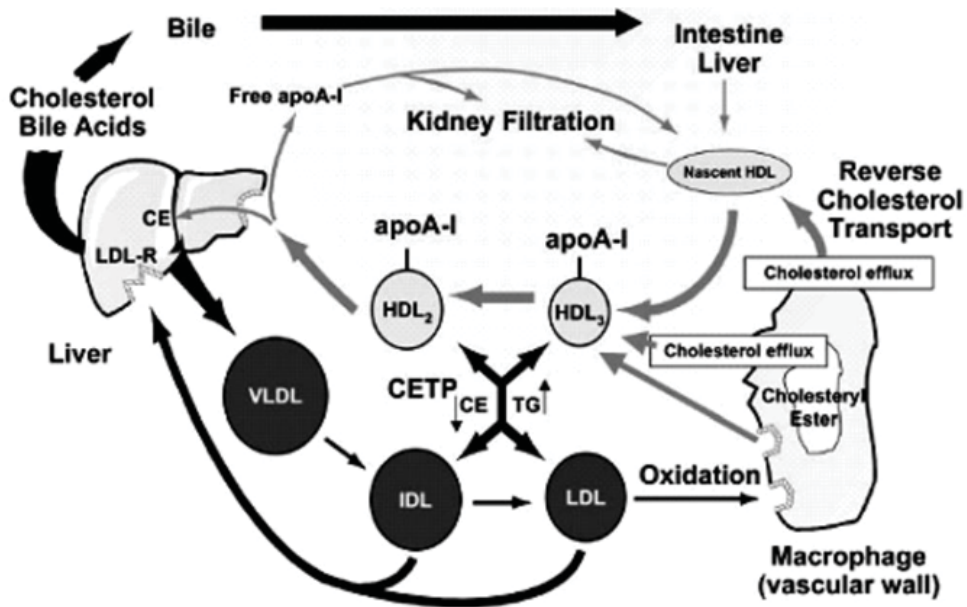 Bile
Intestine
Liver
Cholesterol
Bile Acids
Free apoA-I
Kidney Filtration
Nascent HDL
Reverse
Cholesterol
Transport
CE
LDL-R
apoA-I
apoA-I
Cholesterol efflux
HDL2
HDL3
Cholesterol efflux
Liver
VLDL
CETP
CE
TG
Cholesteryl
Ester
IDL
LDL
Oxidation
Macrophage
(vascular wall)